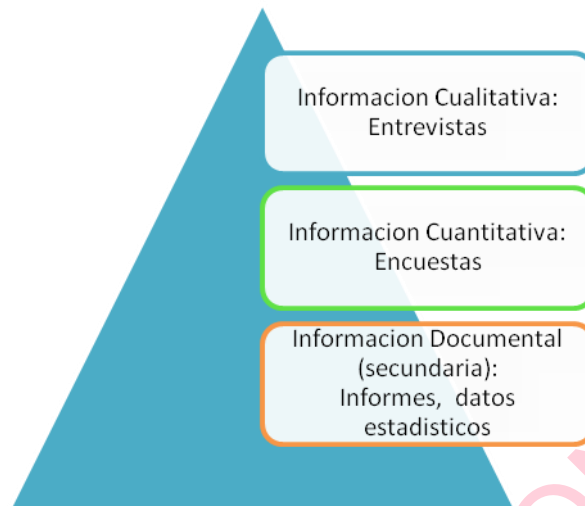 Informacion Cualitativa:
Entrevistas
Informacion Cuantitativa:
Encuestas
Informacion Documental
(secundaria):
Informes, datos
estadisticos